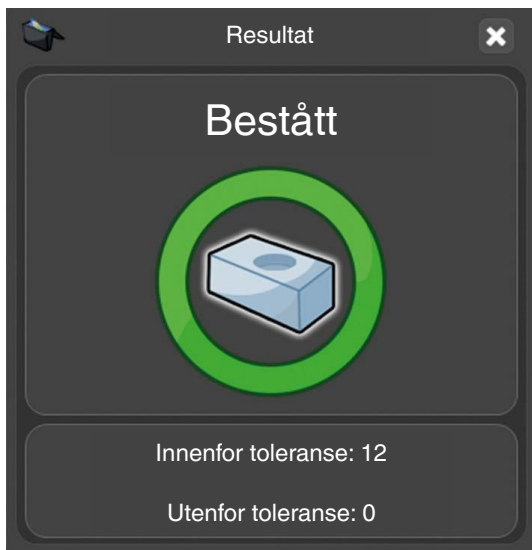 Resultat
Bestått
Innenfor toleranse: 12
Utenfor toleranse: 0